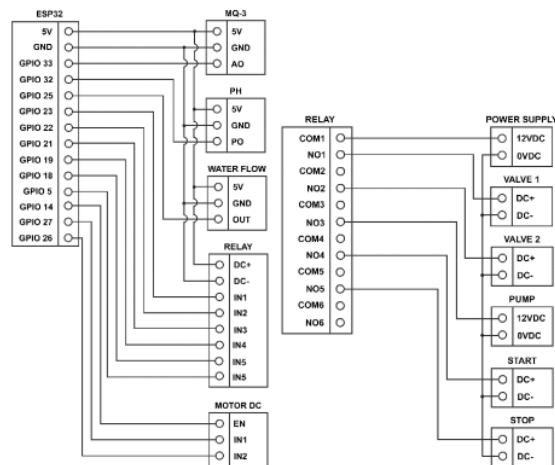 ESP32
5V
GND
GPIO 33
GPIO 32
GPIO 25
GPIO 23
GPIO 22
GPIO 21
GPIO 19
GPIO 18
GPIO 5
GPIO 14
GPIO 27
GPIO 26
MQ-3
5V
GND
AO
PH
5V
GND
PO
WATER FLOW
5V
GND
OUT
RELAY
DC+
DC-
IN1
IN2
IN3
IN4
IN5
IN5
MOTOR DC
EN
IN1
IN2
RELAY
COM1
NO1
COM2
NO2
COM3
NO3
COM4
NO4
COM5
NO5
COM6
NO6
POWER SUPPLY
12VDC
0VDC
VALVE 1
DC+
DC-
VALVE 2
DC+
DC-
PUMP
12VDC
0VDC
START
DC+
DC-
STOP
DC+
DC-